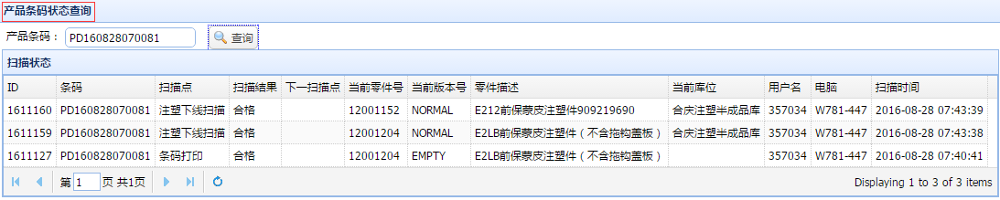 产品条码状态查询
产品条码： PD160828070081 查询
扫描状态
ID 条码 扫描点 扫描结果 下一扫描点 当前零件号 当前版本号 零件描述 当前库位 用户名 电脑 扫描时间
1611160 PD160828070081 注塑下线扫描 合格 12001152 NORMAL E212前保蒙皮注塑件909219690 合庆注塑半成品库 357034 W781-447 2016-08-28 07:43:39
1611159 PD160828070081 注塑下线扫描 合格 12001204 NORMAL E2LB前保蒙皮注塑件（不含拖钩盖板） 合庆注塑半成品库 357034 W781-447 2016-08-28 07:43:38
1611127 PD160828070081 条码打印 合格 12001204 EMPTY E2LB前保蒙皮注塑件（不含拖钩盖板） 357034 W781-447 2016-08-28 07:40:41
第 1 页 共1页 Displaying 1 to 3 of 3 items